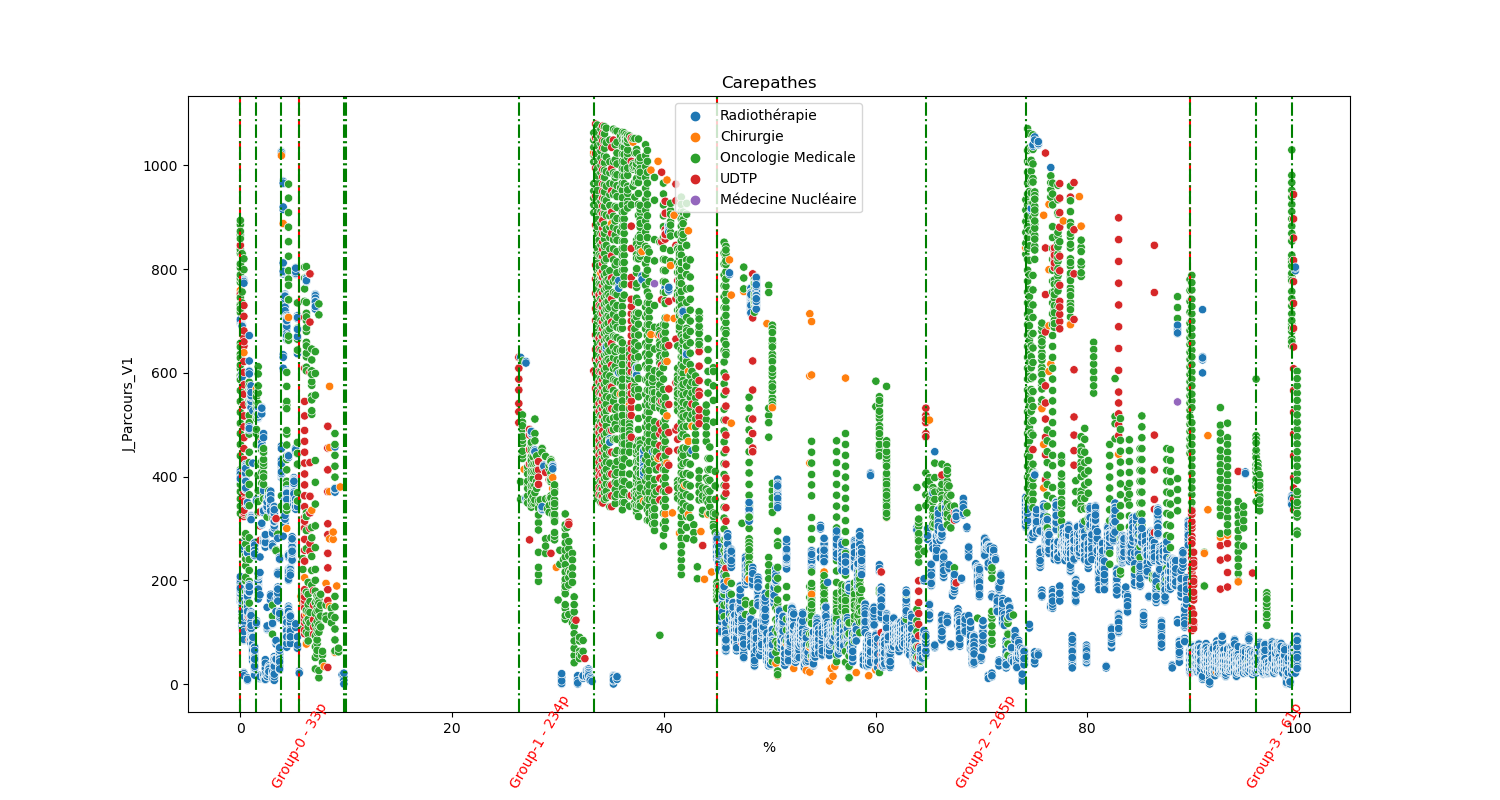 Carepathes
Radiothérapie
Chirurgie
Oncologie Medicale
UDTP
Médecine Nucléaire
J_Parcours_V1
1000
800
600
400
200
0
0 20 40 60 80 100
%
Group-0 - 33p
Group-1 - 234p
Group-2 - 265p
Group-3 - 61p